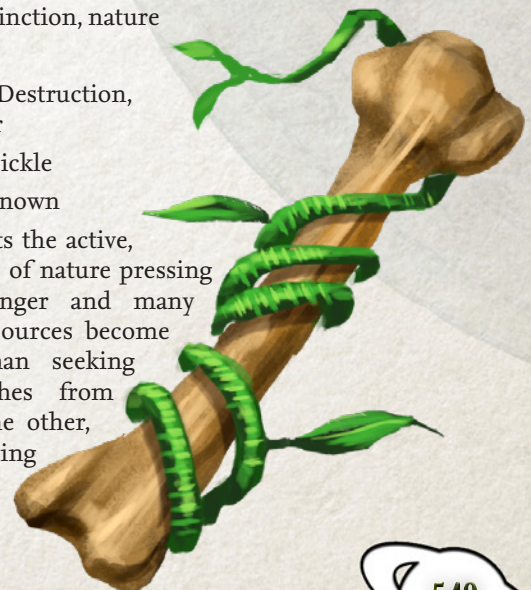 inction, nature
Destruction,
r
ickle
nown
ts the active,
of nature pressing
nger and many
ources become
an seeking
hes from
e other,
ing